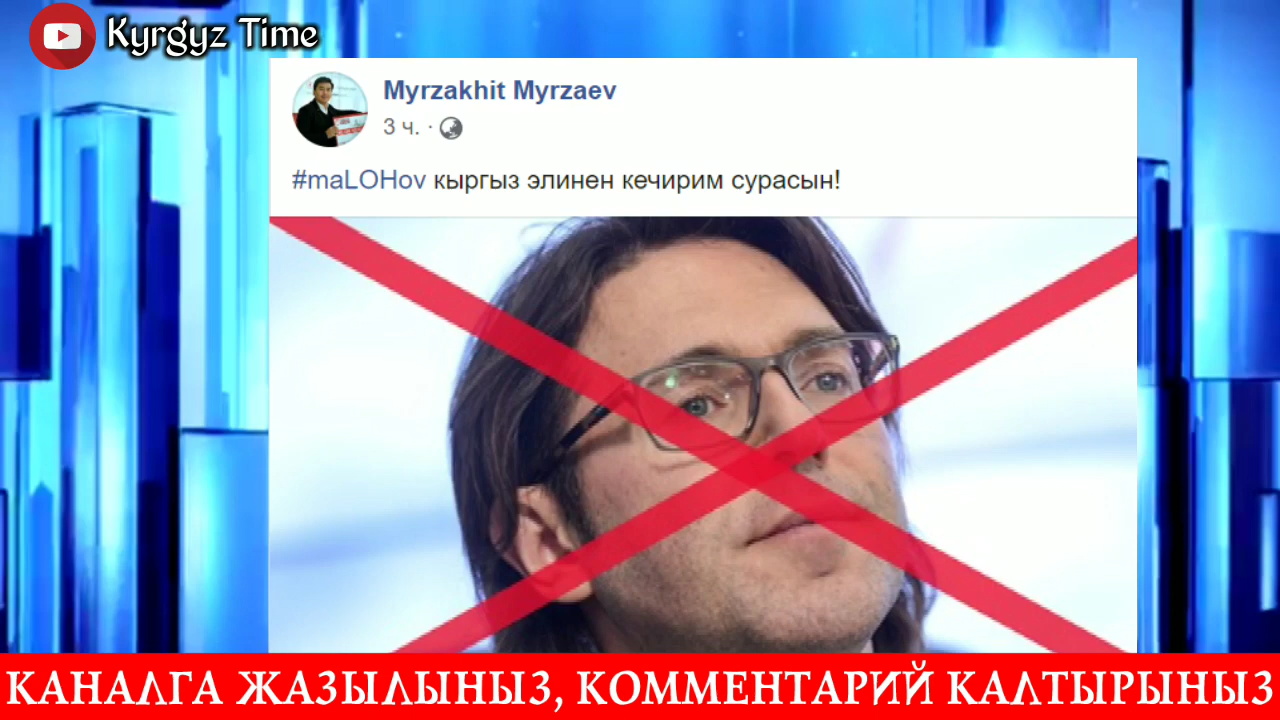 Kyrgyz Time
Myrzakhit Myrzaev
3 ч. ·
#maLOHov кыргыз элинен кечирим сурасын!
КАНАЛГА ЖАЗЫЛЫНЫЗ, КОММЕНТАРИЙ КАЛТЫРЫНЫЗ